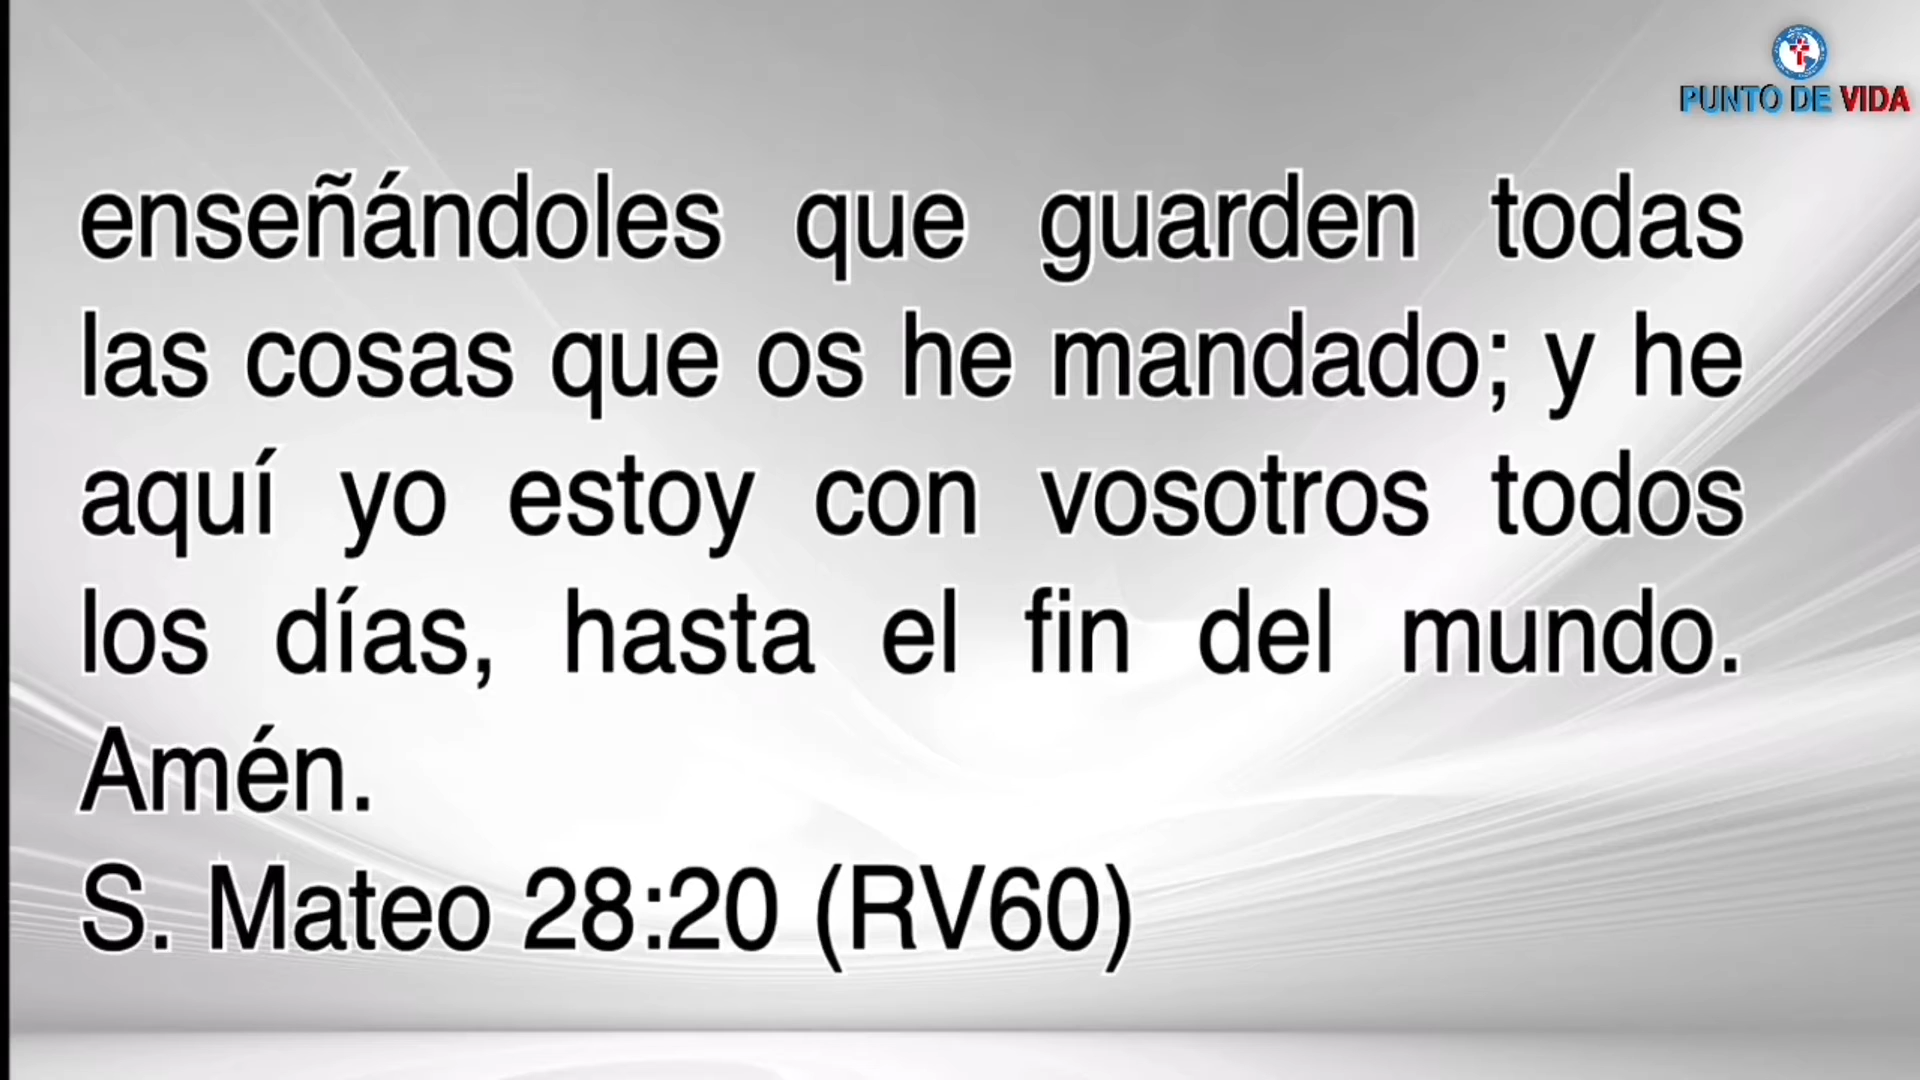 PUNTO DE VIDA
enseñándoles que guarden todas
las cosas que os he mandado; y he
aquí yo estoy con vosotros todos
los días, hasta el fin del mundo.
Amén.
S. Mateo 28:20 (RV60)